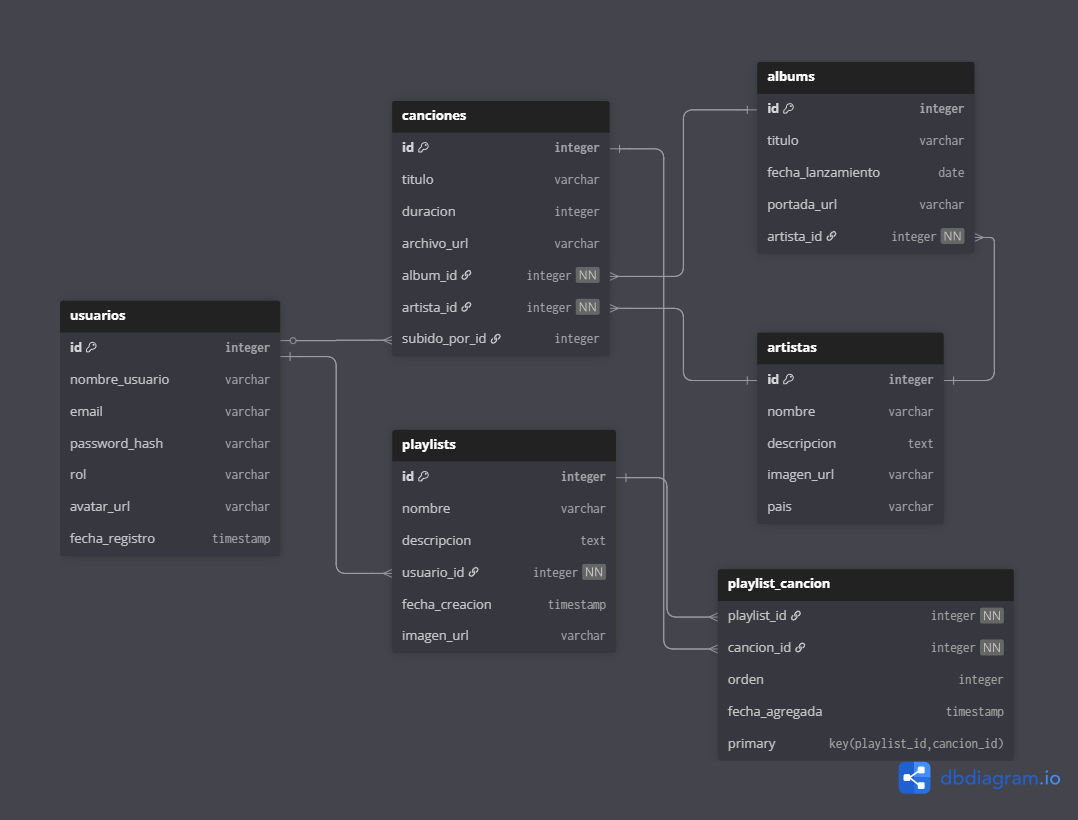 usuarios
id integer
nombre_usuario varchar
email varchar
password_hash varchar
rol varchar
avatar_url varchar
fecha_registro timestamp
canciones
id integer
titulo varchar
duracion integer
archivo_url varchar
album_id integer NN
artista_id integer NN
subido_por_id integer
playlists
id integer
nombre varchar
descripcion text
usuario_id integer NN
fecha_creacion timestamp
imagen_url varchar
albums
id integer
titulo varchar
fecha_lanzamiento date
portada_url varchar
artista_id integer NN
artistas
id integer
nombre varchar
descripcion text
imagen_url varchar
pais varchar
playlist_cancion
playlist_id integer NN
cancion_id integer NN
orden integer
fecha_agregada timestamp
primary key(playlist_id,cancion_id)
dbdiagram.io